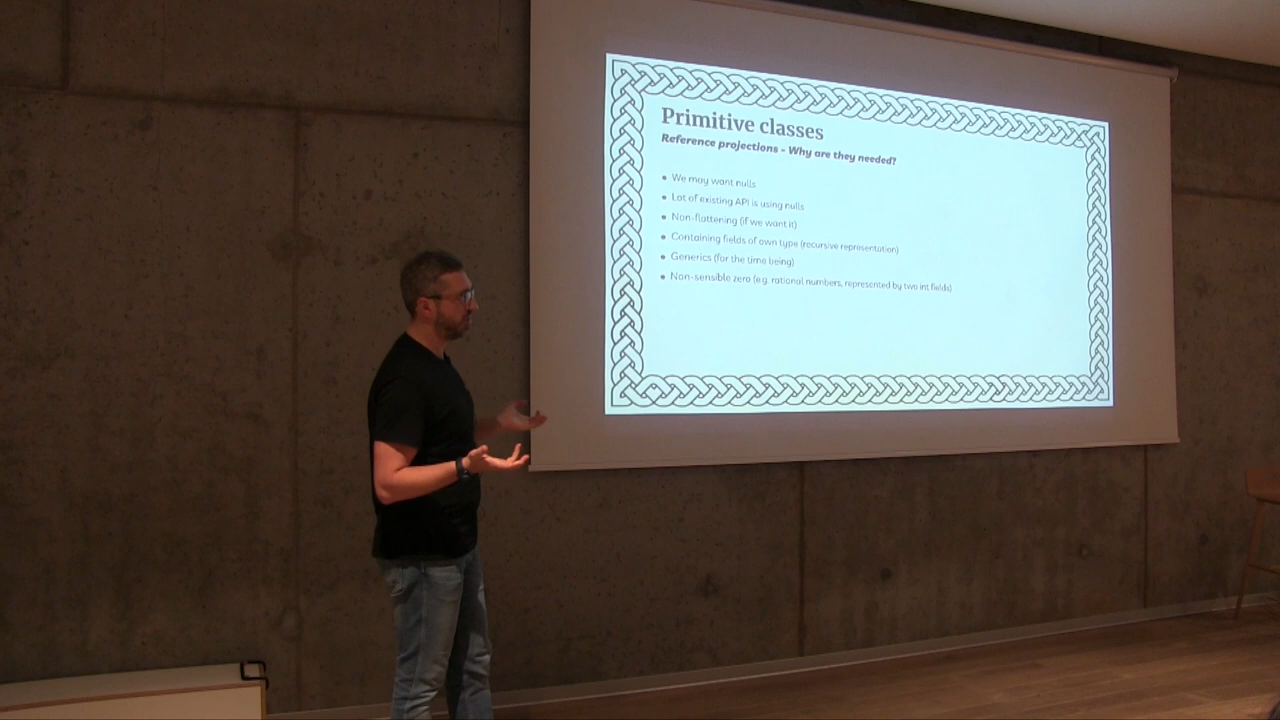 Primitive classes
Reference projections - Why are they needed?
• We may want nulls
• Lot of existing API is using nulls
• Non-flattening (if we want it)
• Containing fields of own type (recursive representation)
• Generics (for the time being)
• Non-sensible zero (e.g. rational numbers, represented by two int fields)